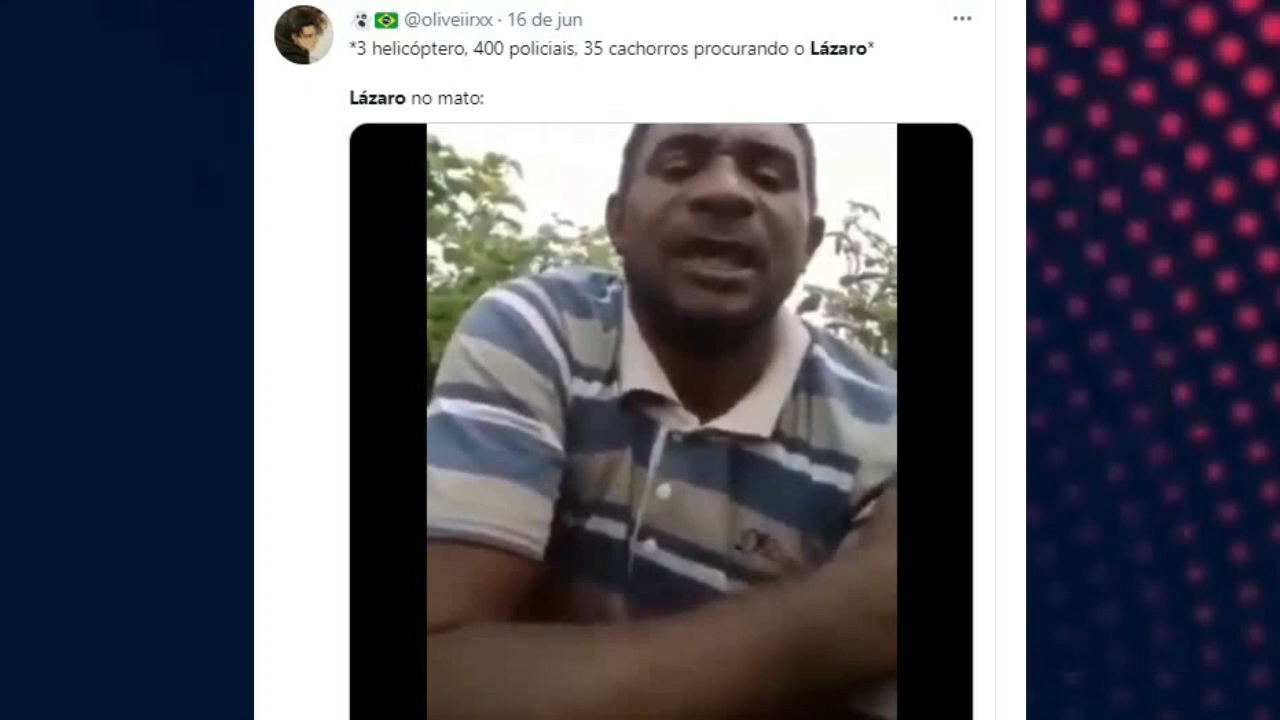 @oliveiirxx · 16 de jun
*3 helicóptero, 400 policiais, 35 cachorros procurando o Lázaro*
Lázaro no mato: